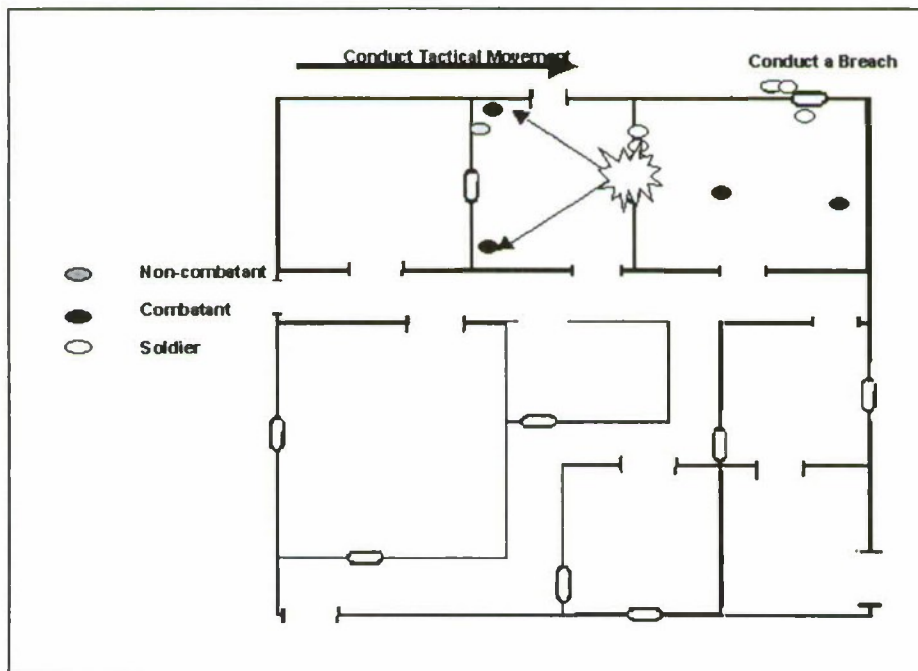 Conduct Tactical Movement
Conduct a Breach
Non-combatant
Combatant
Soldier